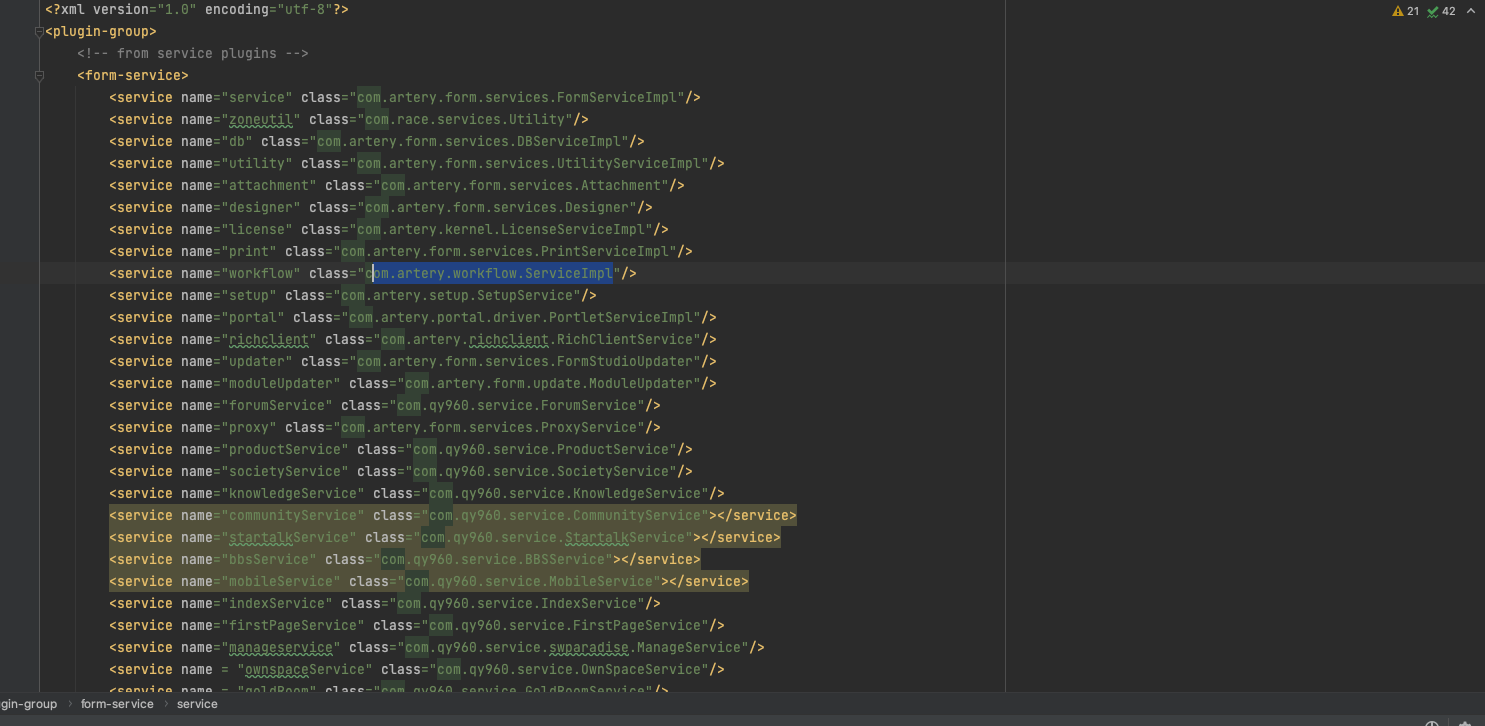 <?xml version="1.0" encoding="utf-8"?>
21 42
<plugin-group>
<!-- from service plugins -->
<form-service>
<service name="service" class="com.artery.form.services.FormServiceImpl"/>
<service name="zoneutil" class="com.race.services.Utility"/>
<service name="db" class="com.artery.form.services.DBServiceImpl"/>
<service name="utility" class="com.artery.form.services.UtilityServiceImpl"/>
<service name="attachment" class="com.artery.form.services.Attachment"/>
<service name="designer" class="com.artery.form.services.Designer"/>
<service name="license" class="com.artery.kernel.LicenseServiceImpl"/>
<service name="print" class="com.artery.form.services.PrintServiceImpl"/>
<service name="workflow" class="com.artery.workflow.ServiceImpl"/>
<service name="setup" class="com.artery.setup.SetupService"/>
<service name="portal" class="com.artery.portal.driver.PortletServiceImpl"/>
<service name="richclient" class="com.artery.richclient.RichClientService"/>
<service name="updater" class="com.artery.form.services.FormStudioUpdater"/>
<service name="moduleUpdater" class="com.artery.form.update.ModuleUpdater"/>
<service name="forumService" class="com.qy960.service.ForumService"/>
<service name="proxy" class="com.artery.form.services.ProxyService"/>
<service name="productService" class="com.qy960.service.ProductService"/>
<service name="societyService" class="com.qy960.service.SocietyService"/>
<service name="knowledgeService" class="com.qy960.service.KnowledgeService"/>
<service name="communityService" class="com.qy960.service.CommunityService"></service>
<service name="startalkService" class="com.qy960.service.StartalkService"></service>
<service name="bbsService" class="com.qy960.service.BBSService"></service>
<service name="mobileService" class="com.qy960.service.MobileService"></service>
<service name="indexService" class="com.qy960.service.IndexService"/>
<service name="firstPageService" class="com.qy960.service.FirstPageService"/>
<service name="manageservice" class="com.qy960.service.swparadise.ManageService"/>
<service name = "ownspaceService" class="com.qy960.service.OwnSpaceService"/>
<service name = "goldRoom" class="com.qy960.service.GoldRoomService"/>
gin-group › form-service › service